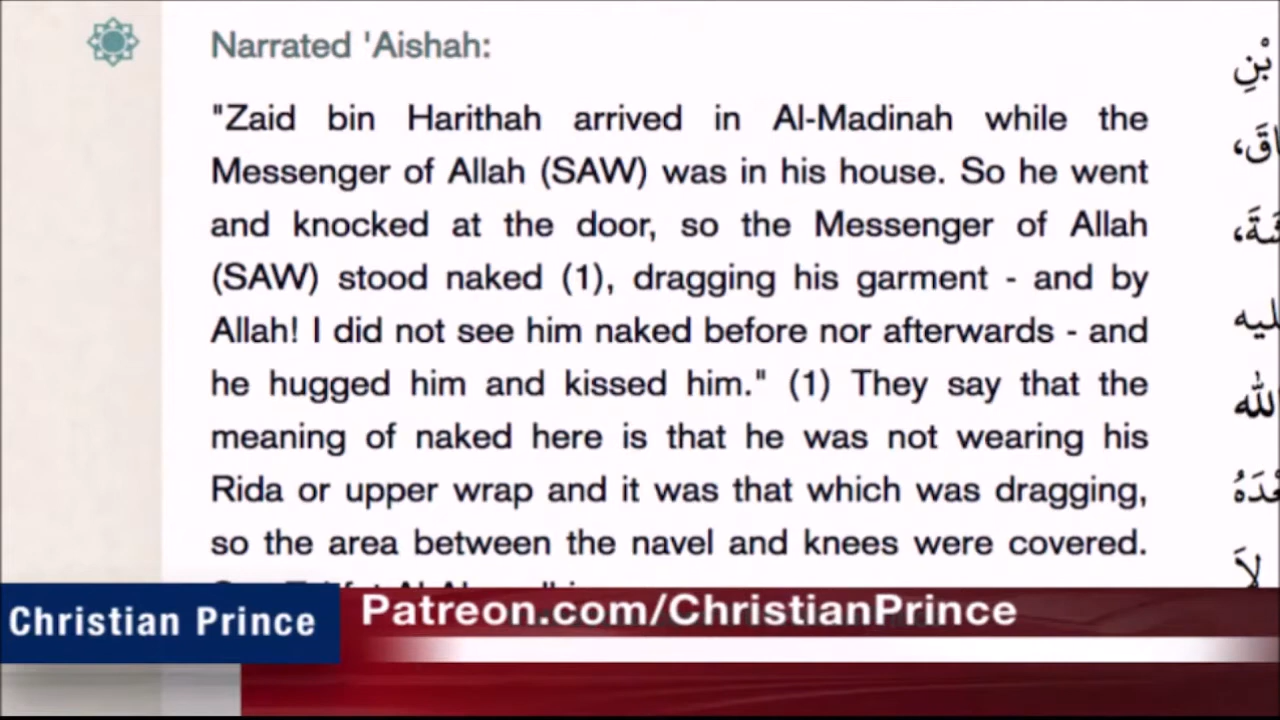 Narrated 'Aishah:
"Zaid bin Harithah arrived in Al-Madinah while the
Messenger of Allah (SAW) was in his house. So he went
and knocked at the door, so the Messenger of Allah
(SAW) stood naked (1), dragging his garment - and by
Allah! I did not see him naked before nor afterwards - and
he hugged him and kissed him." (1) They say that the
meaning of naked here is that he was not wearing his
Rida or upper wrap and it was that which was dragging,
so the area between the navel and knees were covered.
بْنِ
اللَّه
لاَ
Christian Prince
Patreon.com/ChristianPrince